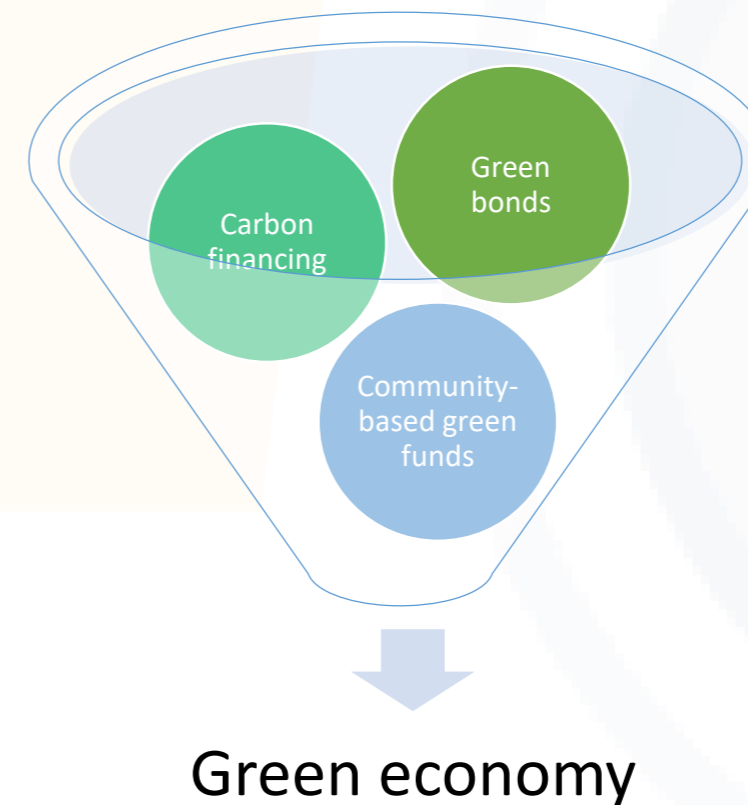 Green
bonds
Carbon
financing
Community-
based green
funds
Green economy